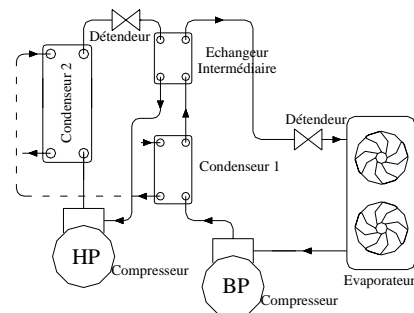 Détendeur
Condenseur 2
Echangeur
Intermédiaire
Détendeur
Condenseur 1
HP
Compresseur
BP
Compresseur
Evaporateur